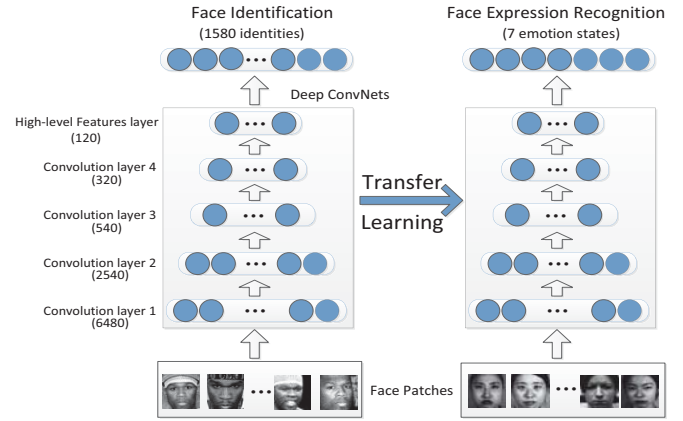 Face Identification
(1580 identities)
Face Expression Recognition
(7 emotion states)
Deep ConvNets
High-level Features layer
(120)
Convolution layer 4
(320)
Convolution layer 3
(540)
Convolution layer 2
(2540)
Convolution layer 1
(6480)
Transfer
Learning
Face Patches